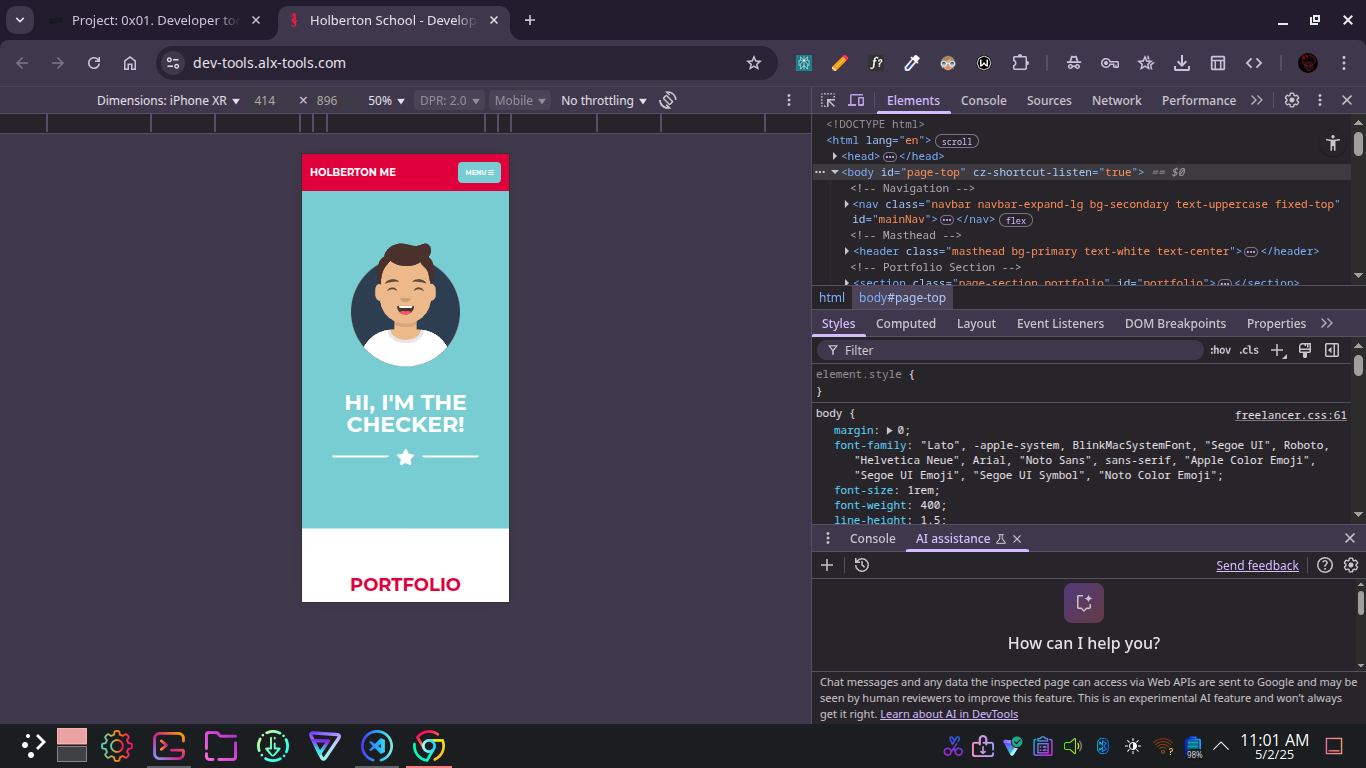 Project: 0x01. Developer to
Holberton School - Develop
dev-tools.alx-tools.com
Dimensions: iPhone XR 414 × 896 50% DPR: 2.0 Mobile No throttling
Elements Console Sources Network Performance
<!DOCTYPE html>
<html lang="en"> scroll
<head> </head>
<body id="page-top" cz-shortcut-listen="true"> == $0
<!-- Navigation -->
<nav class="navbar navbar-expand-lg bg-secondary text-uppercase fixed-top"
id="mainNav"> </nav> flex
<!-- Masthead -->
<header class="masthead bg-primary text-white text-center"> </header>
<!-- Portfolio Section -->
<section class="page-section portfolio" id="portfolio"> </section>
html body#page-top
Styles Computed Layout Event Listeners DOM Breakpoints Properties
Filter :hov .cls
element.style {
}
body { freelancer.css:61
margin: 0;
font-family: "Lato", -apple-system, BlinkMacSystemFont, "Segoe UI", Roboto,
"Helvetica Neue", Arial, "Noto Sans", sans-serif, "Apple Color Emoji",
"Segoe UI Emoji", "Segoe UI Symbol", "Noto Color Emoji";
font-size: 1rem;
font-weight: 400;
line-height: 1.5;
Console AI assistance
Send feedback
How can I help you?
Chat messages and any data the inspected page can access via Web APIs are sent to Google and may be
seen by human reviewers to improve this feature. This is an experimental AI feature and won't always
get it right. Learn about AI in DevTools
HOLBERTON ME MENU
HI, I'M THE
CHECKER!
PORTFOLIO
98%
11:01 AM
5/2/25